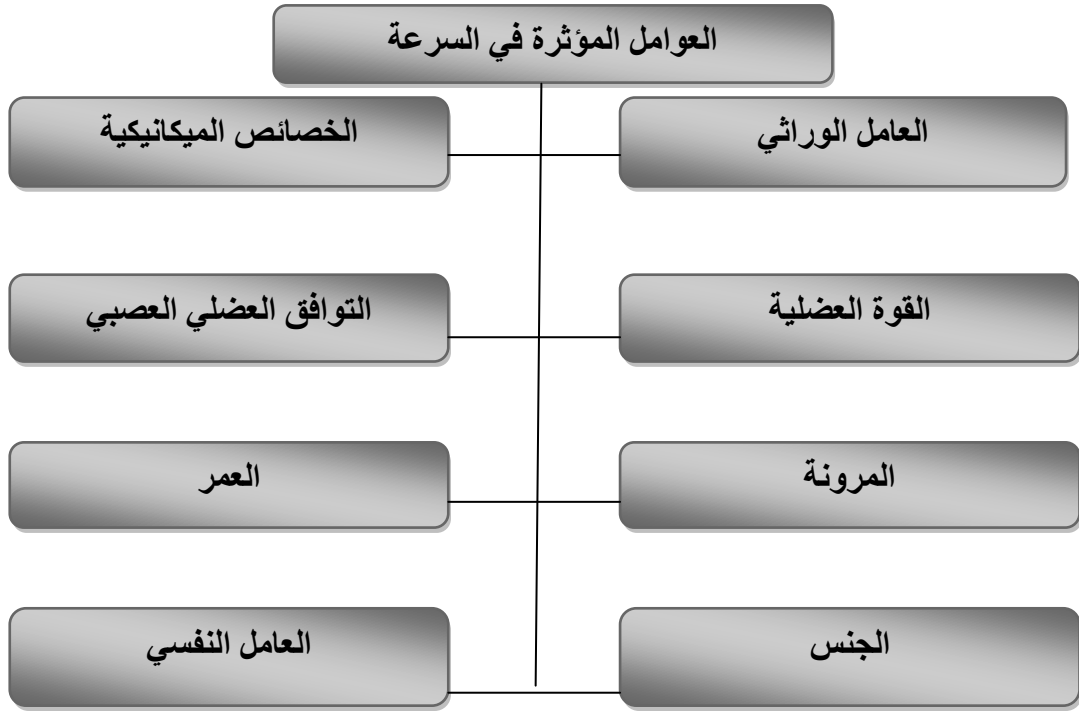 العوامل المؤثرة في السرعة
العامل الوراثي
الخصائص الميكانيكية
القوة العضلية
التوافق العضلي العصبي
المرونة
العمر
الجنس
العامل النفسي